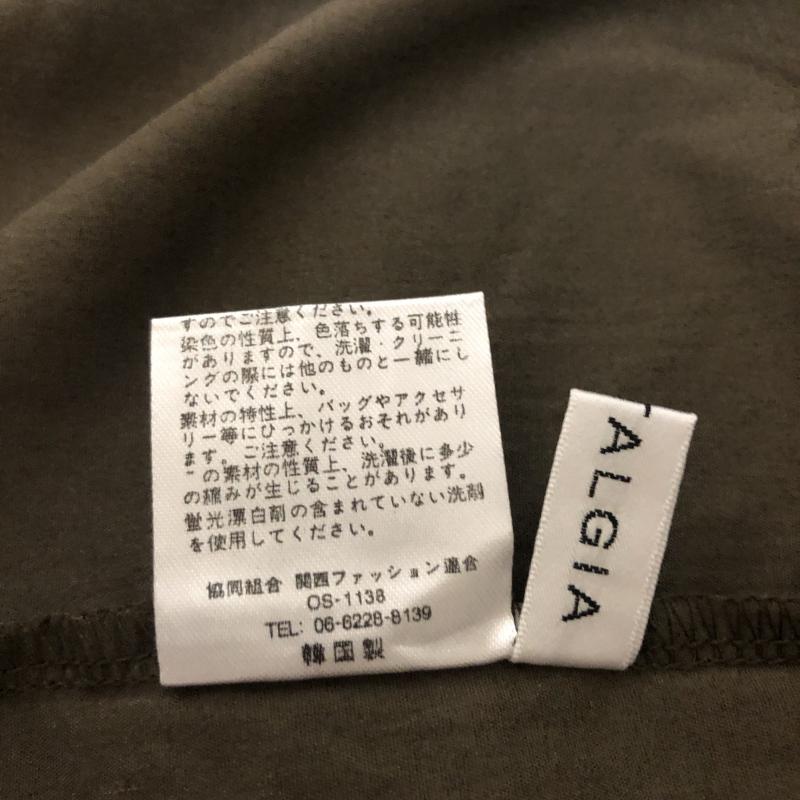 すのでご注意ください。
染色の性質上、色落ちする可能性
がありますので、洗濯・クリーニ
ングの際には他のものと一緒にし
ないでください。
素材の特性上、バッグやアクセサ
リー等にひっかけるおそれがあり
ます。ご注意ください。
この素材の性質上、洗濯後に多少
の縮みが生じることがあります。
蛍光漂白剤の含まれていない洗剤
を使用してください。
協同組合 関西ファッション連合
OS-1138
TEL: 06-6228-8139
韓国製
TALGIA